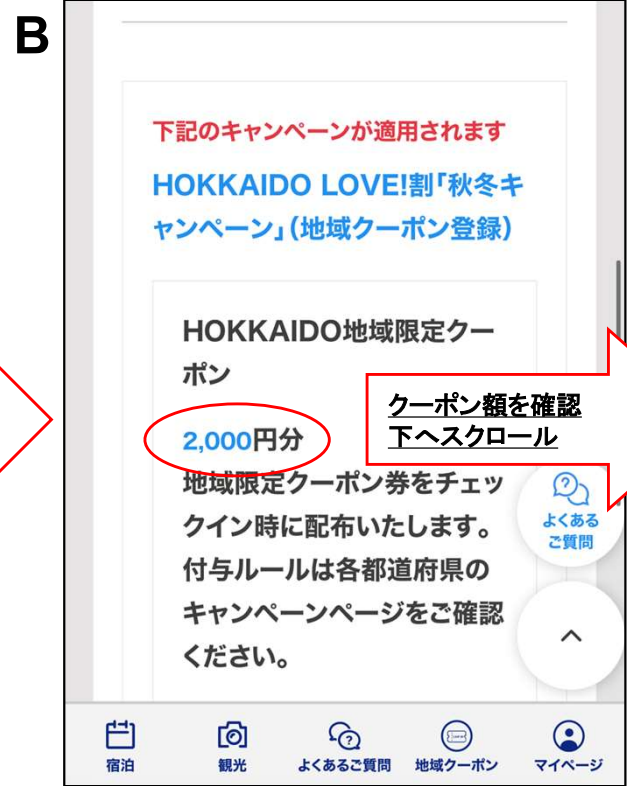 B
下記のキャンペーンが適用されます
HOKKAIDO LOVE!割「秋冬キ
ャンペーン」(地域クーポン登録)
HOKKAIDO地域限定クー
ポン
2,000円分
地域限定クーポン券をチェッ
クイン時に配布いたします。
付与ルールは各都道府県の
キャンペーンページをご確認
ください。
クーポン額を確認
下へスクロール
よくある
ご質問
宿泊
観光
よくあるご質問
地域クーポン
マイページ